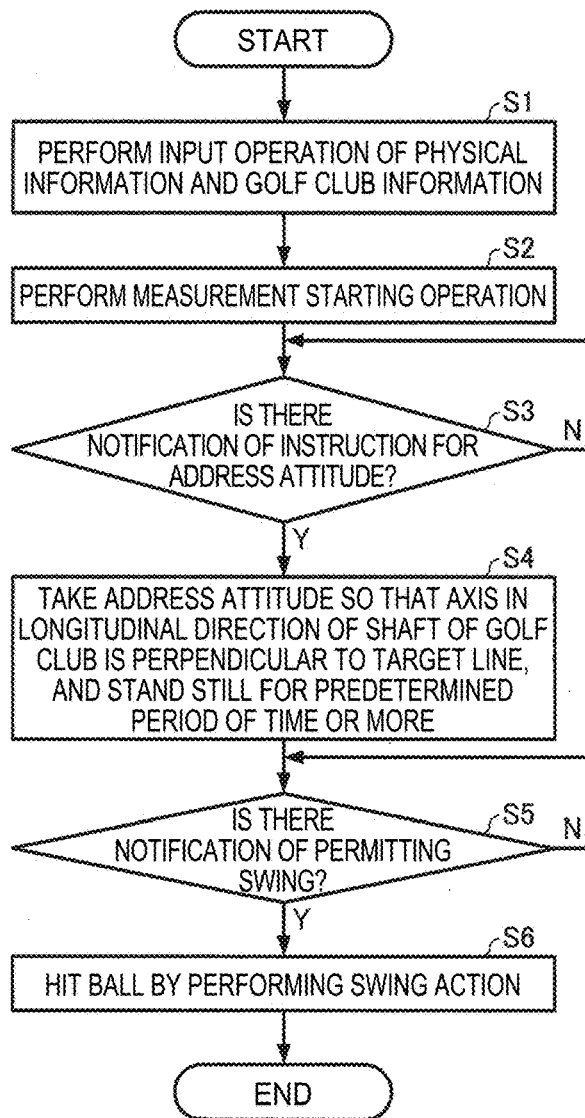 START
S1
PERFORM INPUT OPERATION OF PHYSICAL
INFORMATION AND GOLF CLUB INFORMATION
S2
PERFORM MEASUREMENT STARTING OPERATION
S3
IS THERE
NOTIFICATION OF INSTRUCTION FOR
ADDRESS ATTITUDE?
N
Y
S4
TAKE ADDRESS ATTITUDE SO THAT AXIS IN
LONGITUDINAL DIRECTION OF SHAFT OF GOLF
CLUB IS PERPENDICULAR TO TARGET LINE,
AND STAND STILL FOR PREDETERMINED
PERIOD OF TIME OR MORE
S5
IS THERE
NOTIFICATION OF PERMITTING
SWING?
N
Y
S6
HIT BALL BY PERFORMING SWING ACTION
END